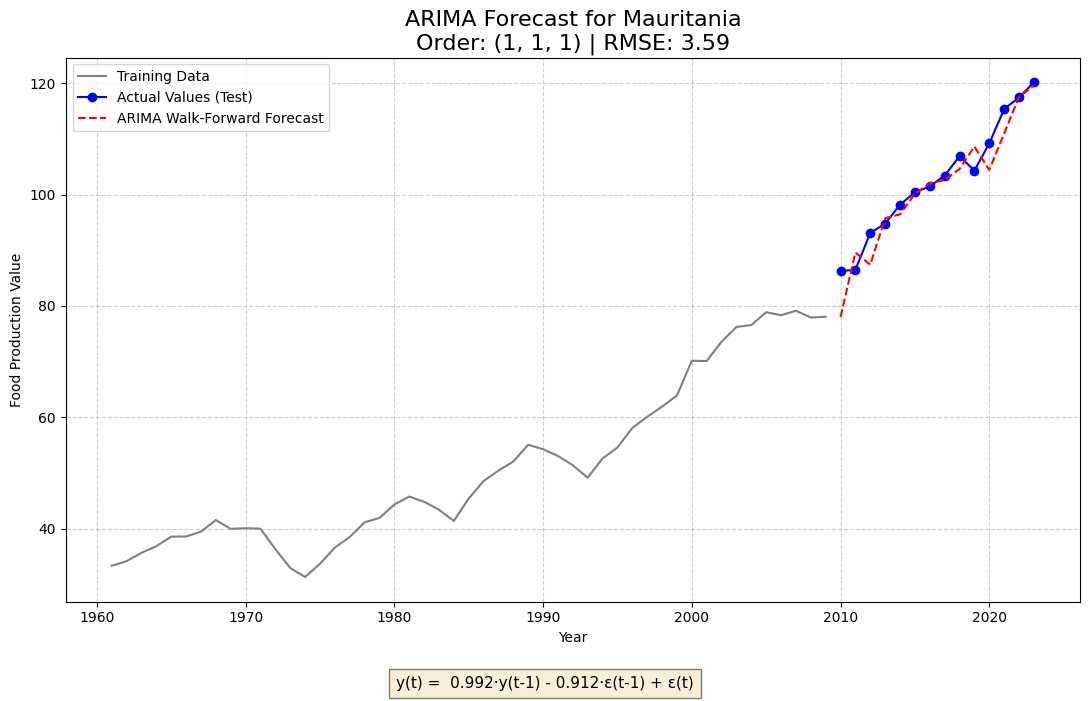 ARIMA Forecast for Mauritania
Order: (1, 1, 1) | RMSE: 3.59
Training Data
Actual Values (Test)
ARIMA Walk-Forward Forecast
Food Production Value
120
100
80
60
40
1960 1970 1980 1990 2000 2010 2020
Year
y(t) =  0.992·y(t-1) - 0.912·ε(t-1) + ε(t)